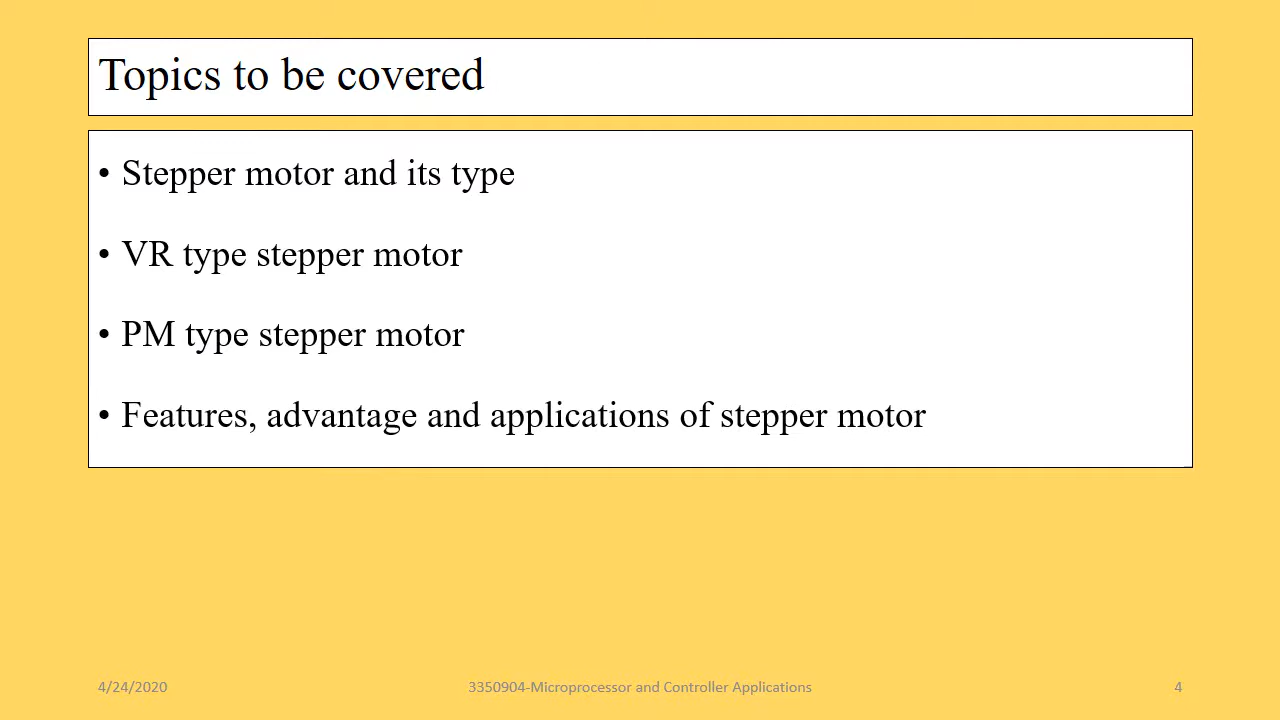 Topics to be covered
• Stepper motor and its type
• VR type stepper motor
• PM type stepper motor
• Features, advantage and applications of stepper motor
4/24/2020
3350904-Microprocessor and Controller Applications
4